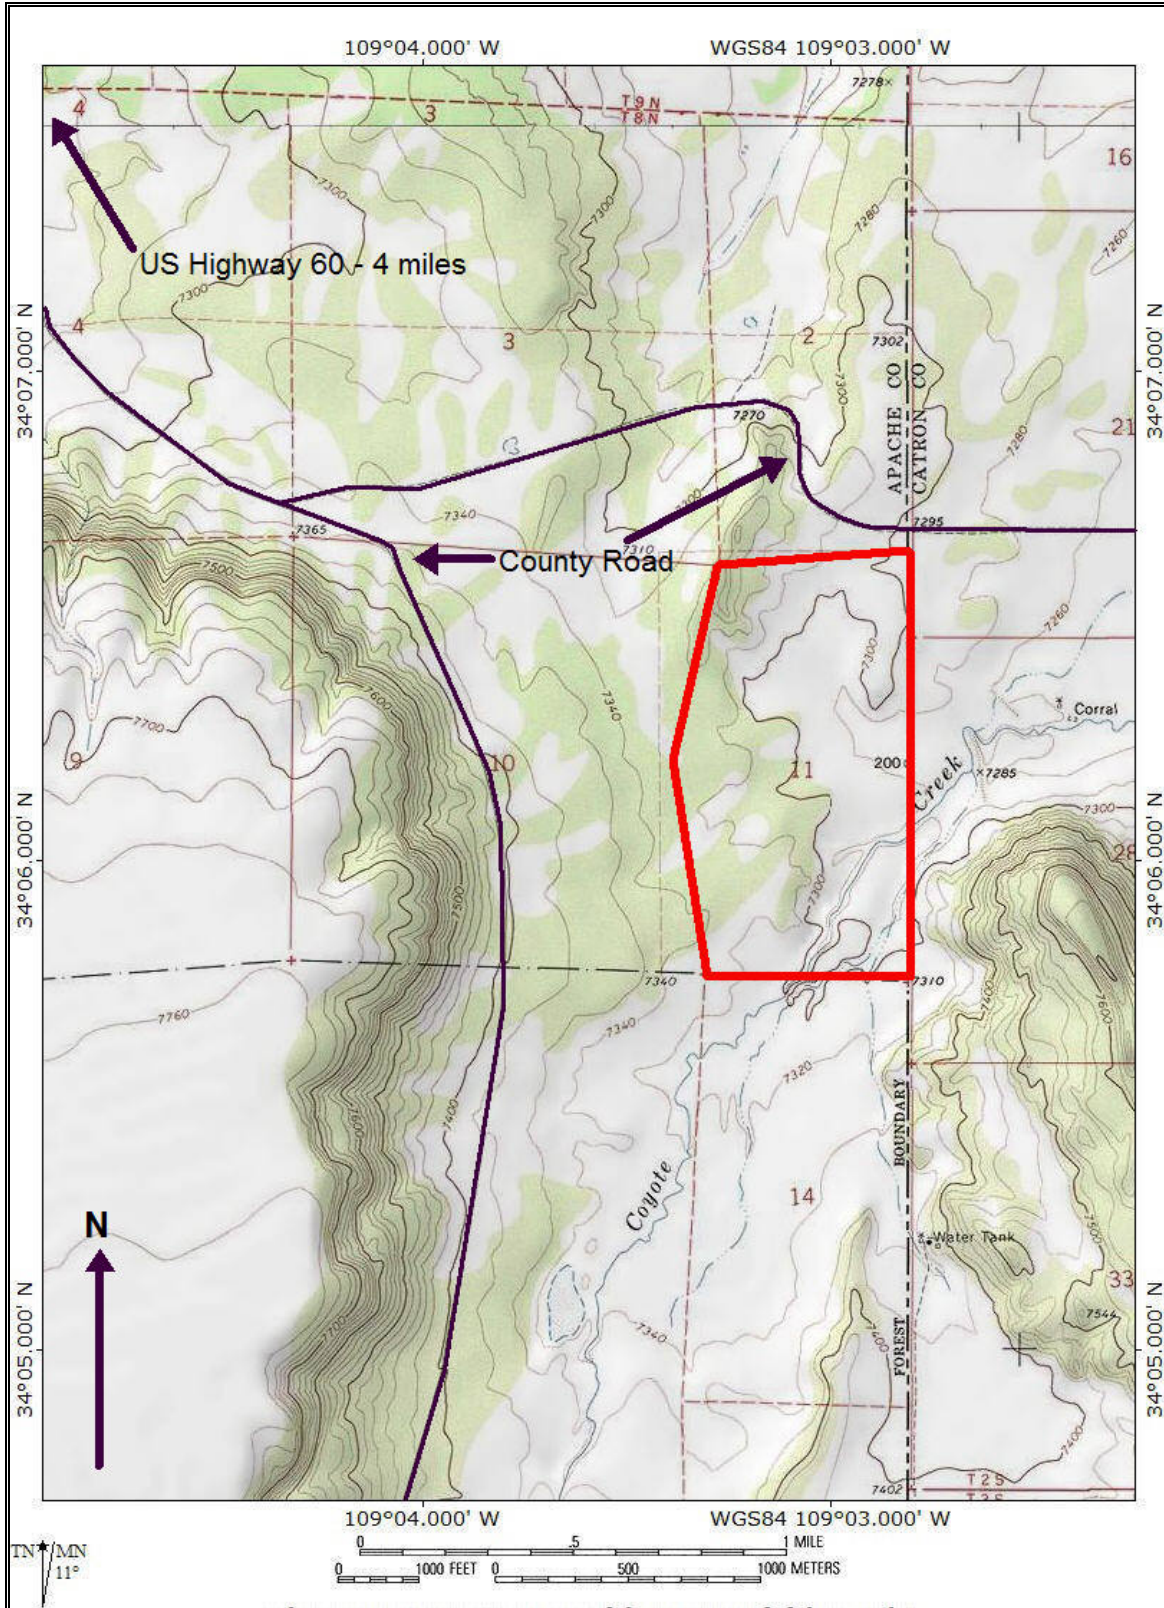 109°04.000' W
WGS84 109°03.000' W
7278×
4
3
T9N
T8N
16
7300
7300
7280
7260
US Highway 60 - 4 miles
7300
4
3
2
7302
34°07.000' N
34°07.000' N
7300
APACHE CO
CATRON CO
7270
21
7280
7340
7365
7300
7295
7310
County Road
7500
7260
7300
7600
7340
7700
Corral
9
10
11
200
×7285
Creek
7300
28
34°06.000' N
34°06.000' N
7500
7300
7340
7310
7760
7340
7400
7600
7320
7400
7600
BOUNDARY
14
Coyote
N
7500
Water Tank
33
34°05.000' N
34°05.000' N
7544
7700
7340
7400
FOREST
7400
7402
T2S
109°04.000' W
WGS84 109°03.000' W
TN MN
11°
0 .5 1 MILE
0 1000 FEET 0 500 1000 METERS